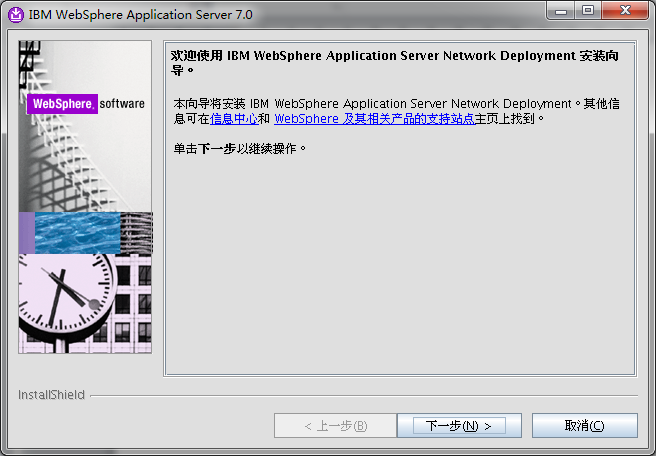 IBM WebSphere Application Server 7.0
WebSphere. software
欢迎使用 IBM WebSphere Application Server Network Deployment 安装向
导。
本向导将安装 IBM WebSphere Application Server Network Deployment。其他信
息可在信息中心和 WebSphere 及其相关产品的支持站点主页上找到。
单击下一步以继续操作。
InstallShield
< 上一步(B)
下一步(N) >
取消(C)